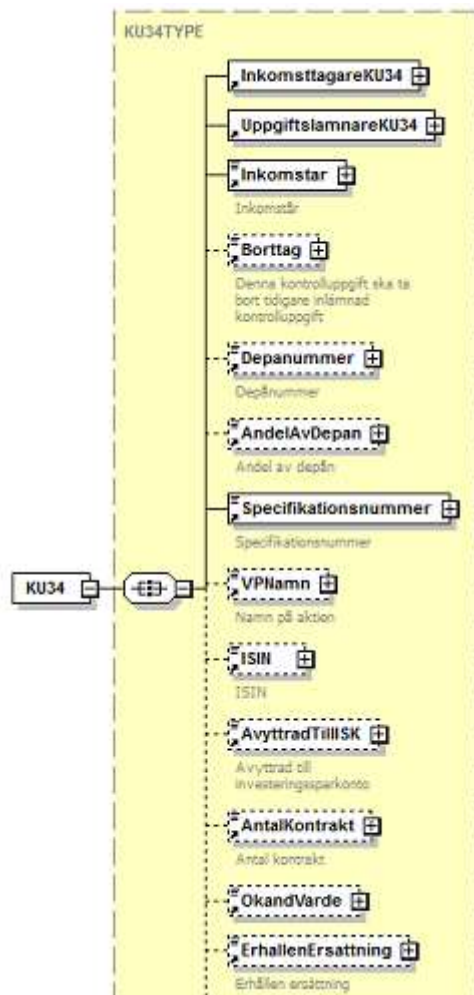 KU34TYPE
InkomsttagareKU34
UppgiftslamnareKU34
Inkomstar
Inkomstår
Borttag
Denna kontrolluppgift ska ta
bort tidigare inlämnad
kontrolluppgift
Depanummer
Depånummer
AndelAvDepan
Andel av depån
Specifikationsnummer
Specifikationsnummer
KU34
VPNamn
Namn på aktien
ISIN
ISIN
AvyttradTillISK
Avyttrad till
investeringssparkonto
AntalKontrakt
Antal kontrakt
OkandVarde
ErhallenErsattning
Erhållen ersättning